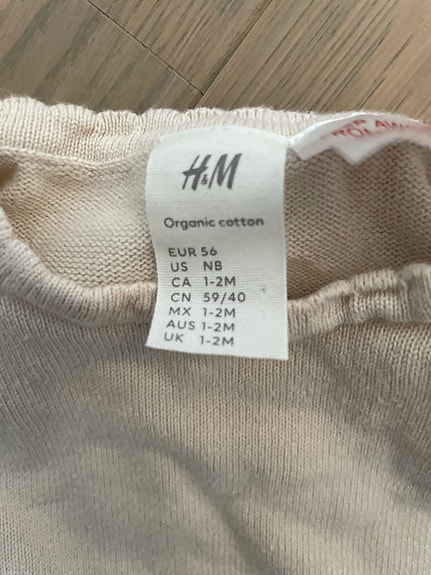 H&M
Organic cotton
EUR 56
US NB
CA 1-2M
CN 59/40
MX 1-2M
AUS 1-2M
UK 1-2M